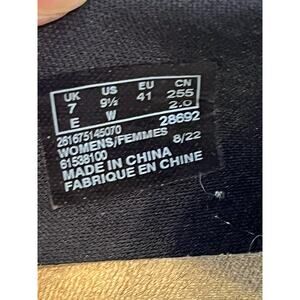 UK US EU CN
7 9½ 41 255
E W 2.0
28692
261675145070
WOMENS/FEMMES 8/22
61538100
MADE IN CHINA
FABRIQUE EN CHINE